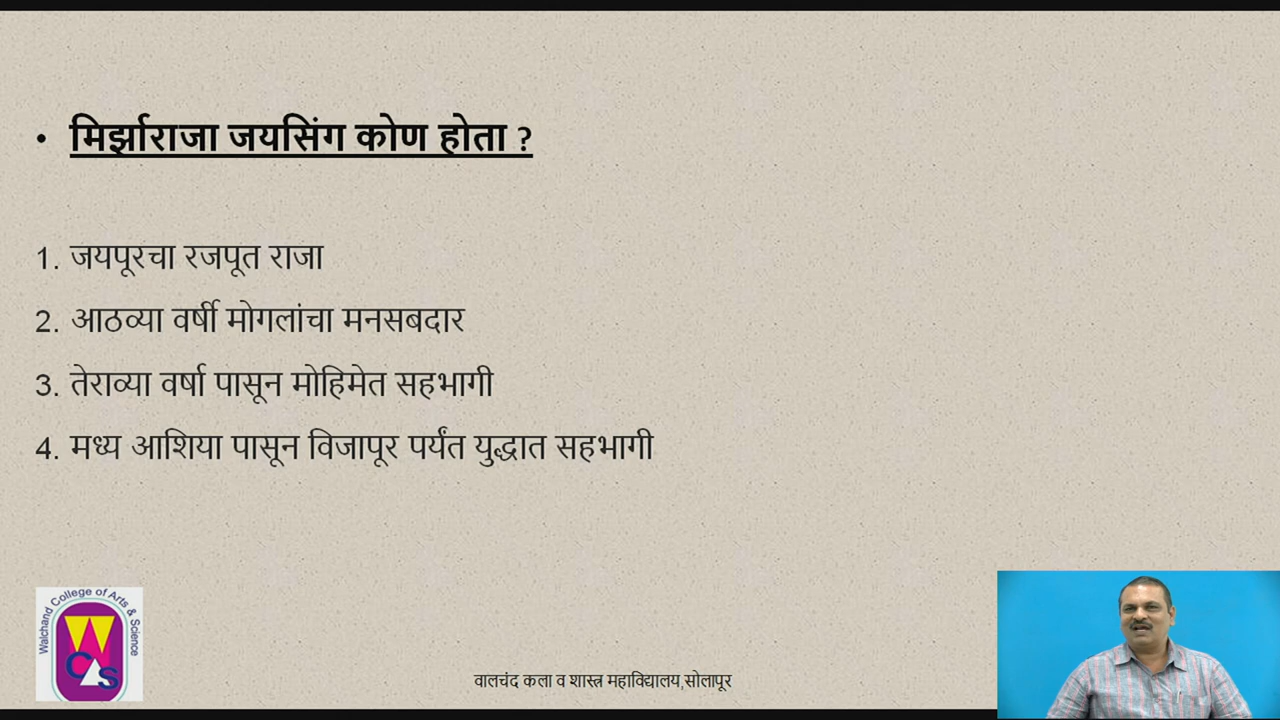 • मिर्झाराजा जयसिंग कोण होता ?
1. जयपूरचा रजपूत राजा
2. आठव्या वर्षी मोगलांचा मनसबदार
3. तेराव्या वर्षा पासून मोहिमेत सहभागी
4. मध्य आशिया पासून विजापूर पर्यंत युद्धात सहभागी
Walchand College of Arts & Science
W
CAS
वालचंद कला व शास्त्र महाविद्यालय,सोलापूर